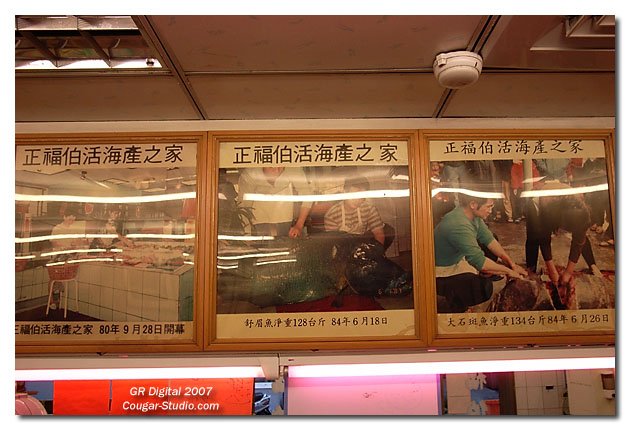 正福伯活海產之家
正福伯活海產之家 80年9月28日開幕
正福伯活海產之家
舒眉魚淨重128台斤 84年6月18日
正福伯活海產之家
大石斑魚淨重134台斤84年6月26日
GR Digital 2007
Cougar-Studio.com